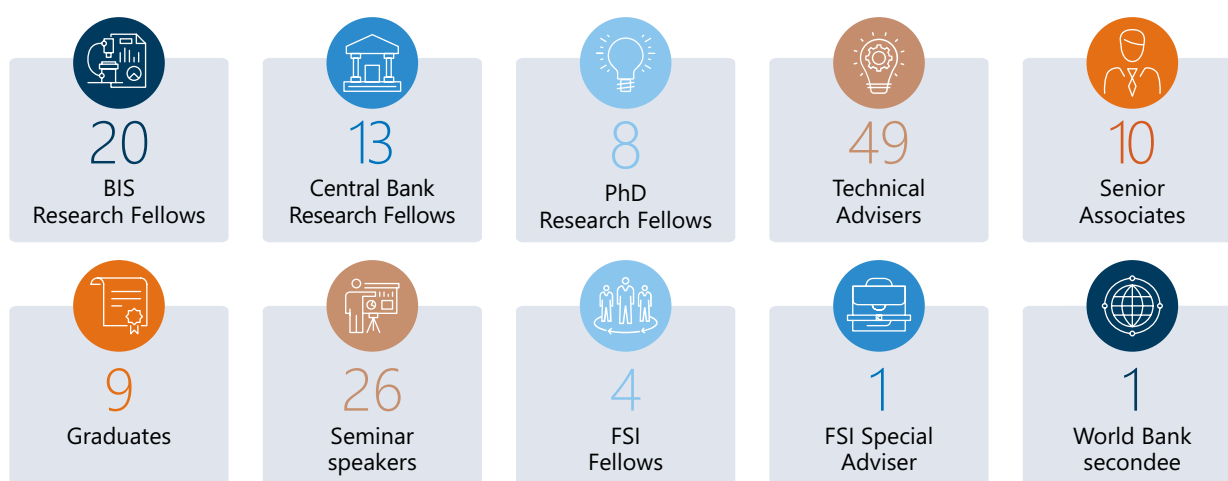 20
BIS
Research Fellows
13
Central Bank
Research Fellows
8
PhD
Research Fellows
49
Technical
Advisers
10
Senior
Associates
9
Graduates
26
Seminar
speakers
4
FSI
Fellows
1
FSI Special
Adviser
1
World Bank
secondee